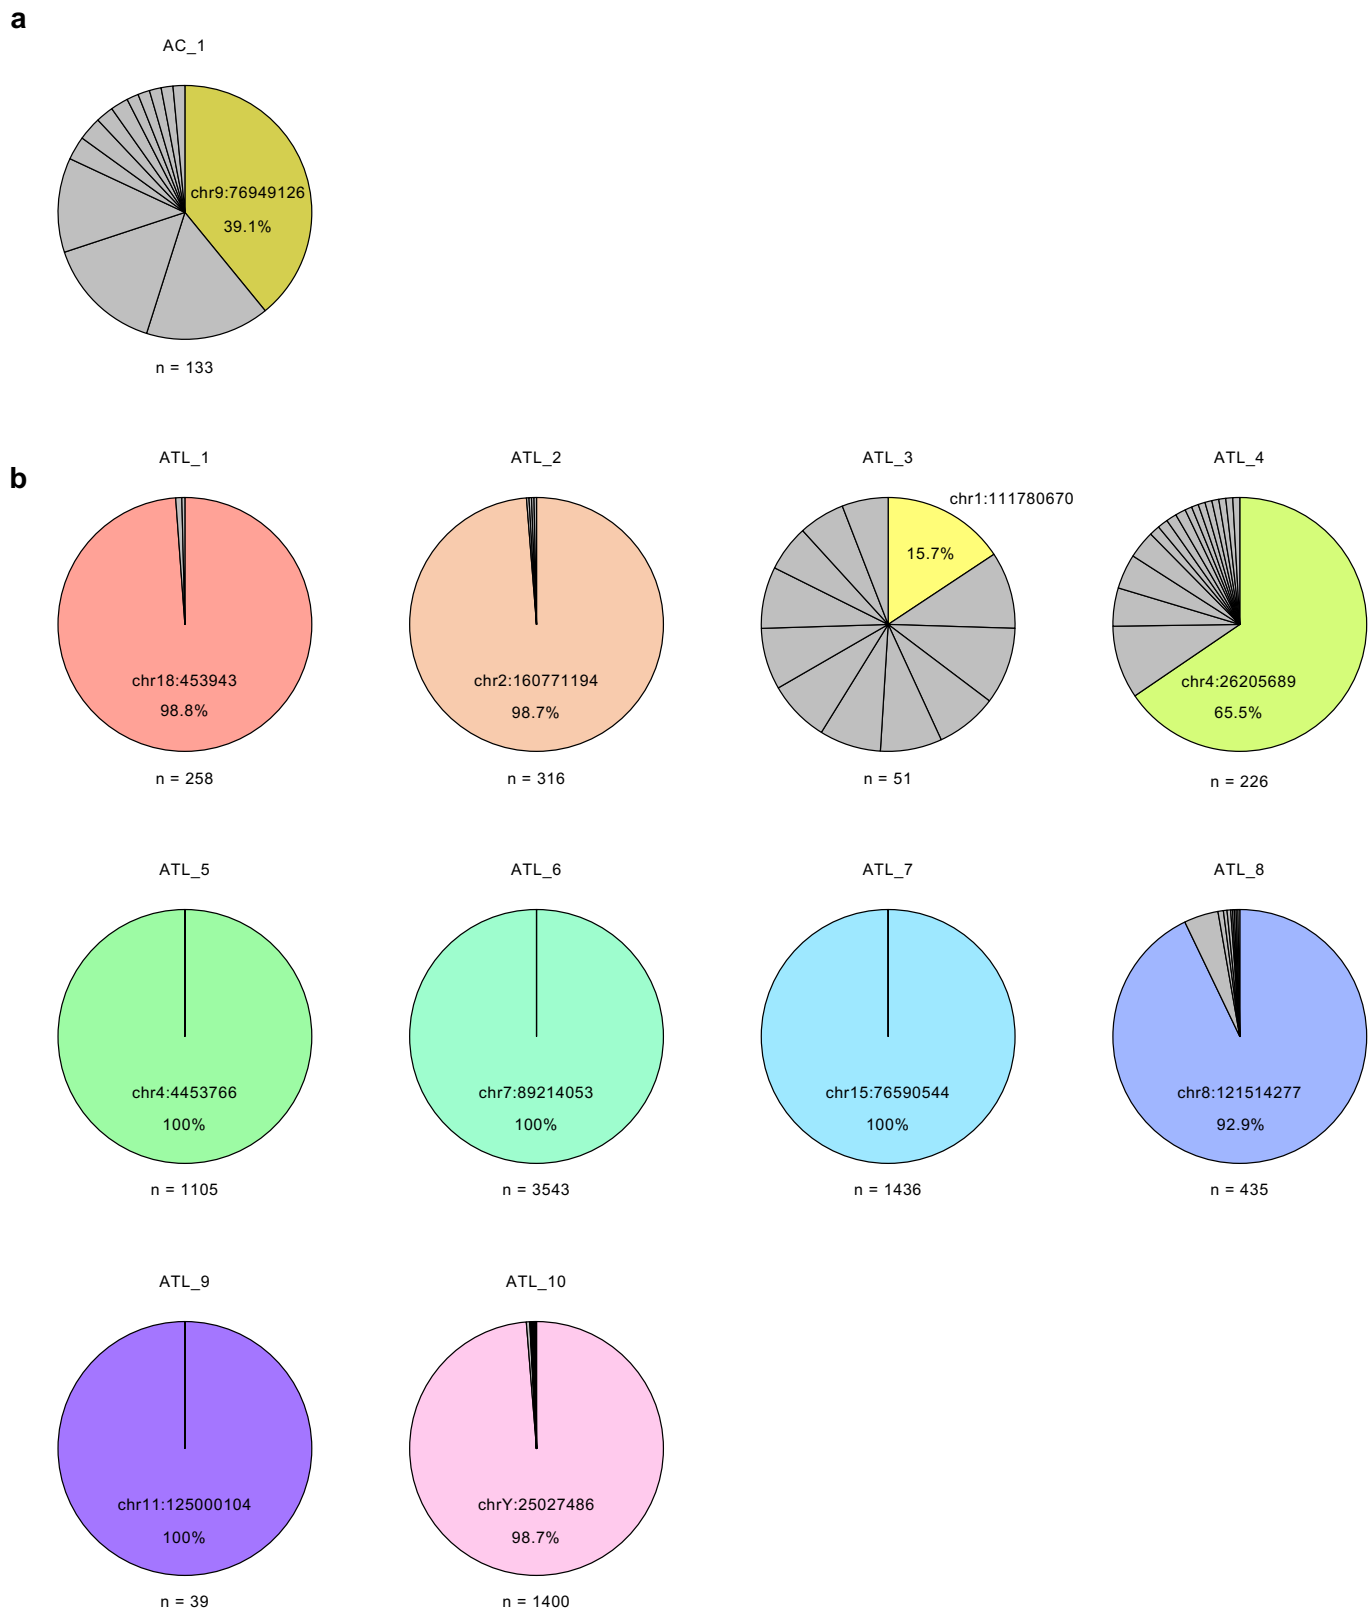 a
AC_1
chr9:76949126
39.1%
n = 133
b
ATL_1
chr18:453943
98.8%
n = 258
ATL_2
chr2:160771194
98.7%
n = 316
ATL_3
chr1:111780670
15.7%
n = 51
ATL_4
chr4:26205689
65.5%
n = 226
ATL_5
chr4:4453766
100%
n = 1105
ATL_6
chr7:89214053
100%
n = 3543
ATL_7
chr15:76590544
100%
n = 1436
ATL_8
chr8:121514277
92.9%
n = 435
ATL_9
chr11:125000104
100%
n = 39
ATL_10
chrY:25027486
98.7%
n = 1400